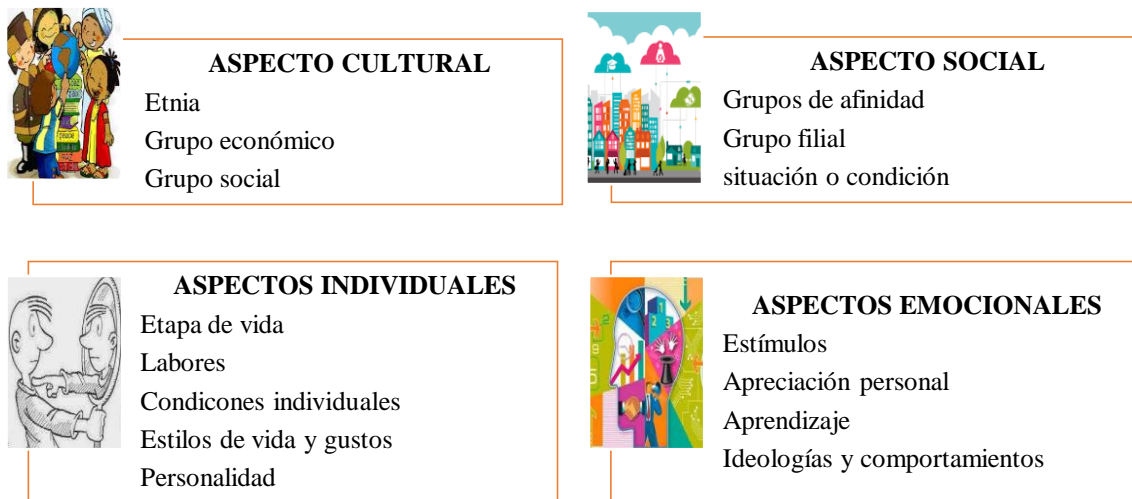 ASPECTO CULTURAL
Etnia
Grupo económico
Grupo social
ASPECTO SOCIAL
Grupos de afinidad
Grupo filial
situación o condición
ASPECTOS INDIVIDUALES
Etapa de vida
Labores
Condicones individuales
Estilos de vida y gustos
Personalidad
ASPECTOS EMOCIONALES
Estímulos
Apreciación personal
Aprendizaje
Ideologías y comportamientos